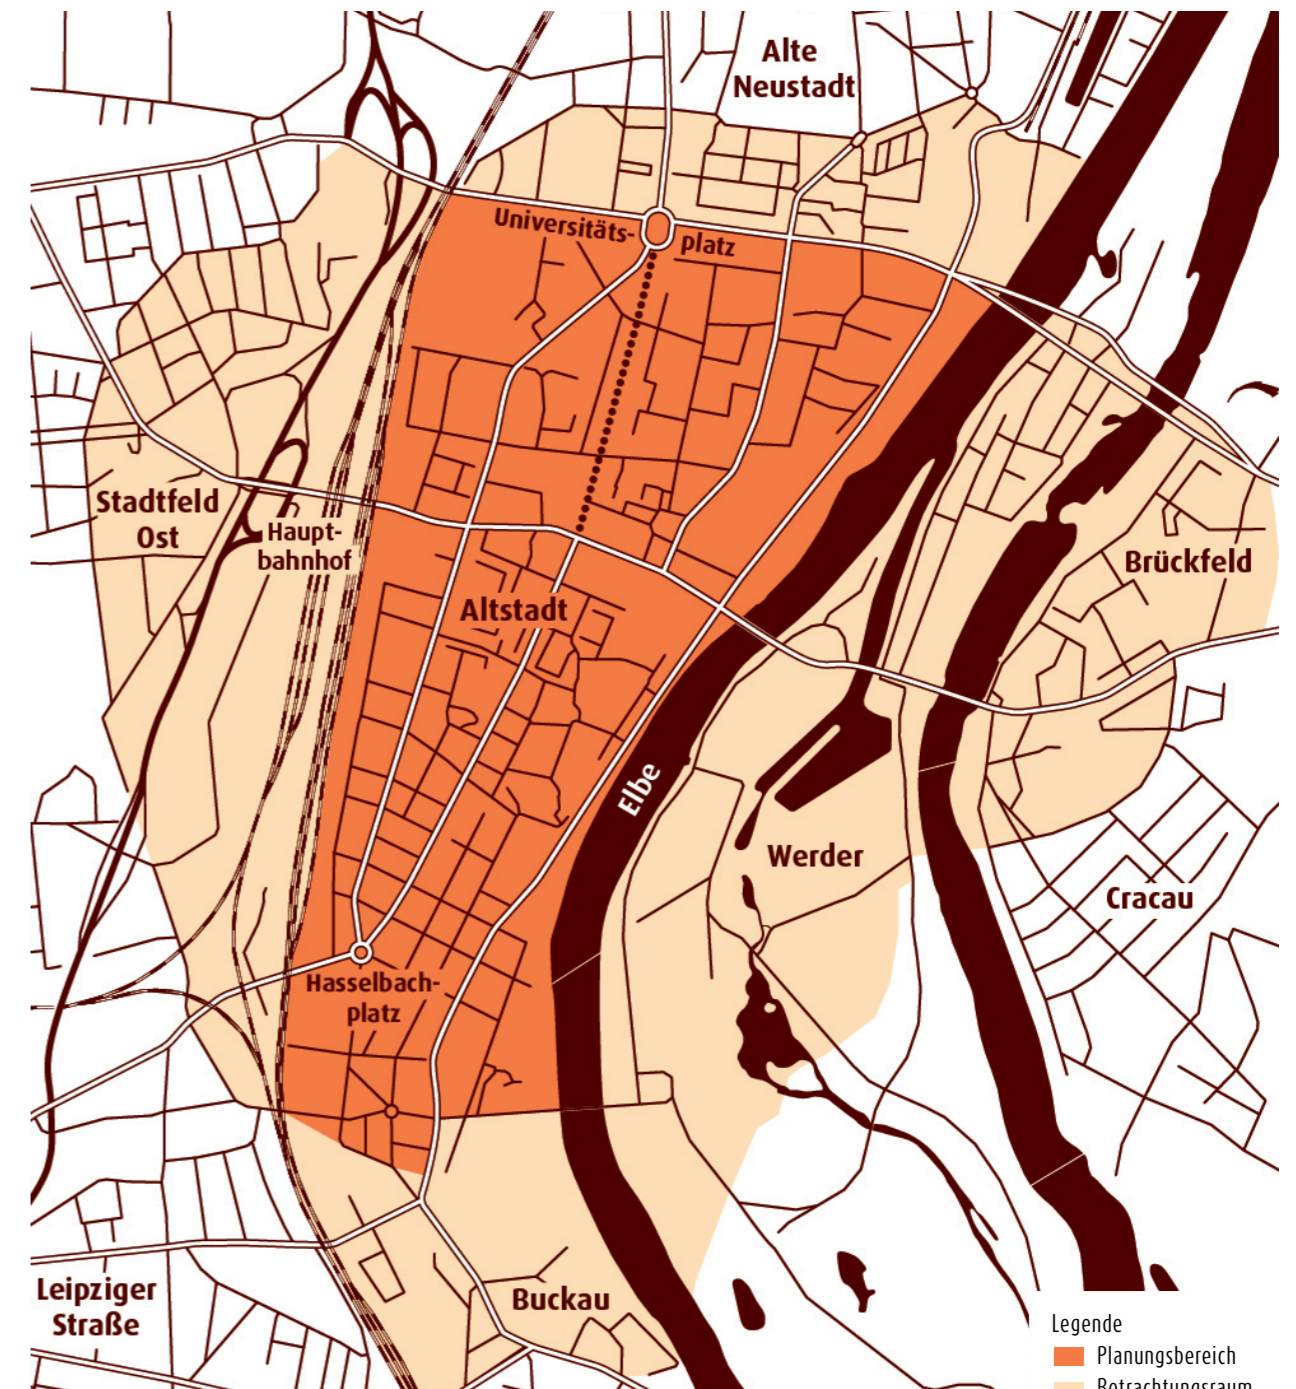 Alte
Neustadt
Universitäts-
platz
Stadtfeld
Ost
Haupt-
bahnhof
Brückfeld
Altstadt
Elbe
Werder
Cracau
Hasselbach-
platz
Leipziger
Straße
Buckau
Legende
Planungsbereich
Betrachtungsraum